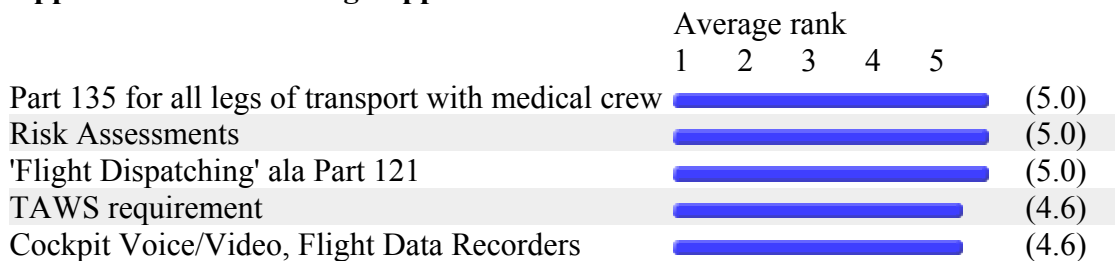 Average rank
1 2 3 4 5
Part 135 for all legs of transport with medical crew (5.0)
Risk Assessments (5.0)
'Flight Dispatching' ala Part 121 (5.0)
TAWS requirement (4.6)
Cockpit Voice/Video, Flight Data Recorders (4.6)